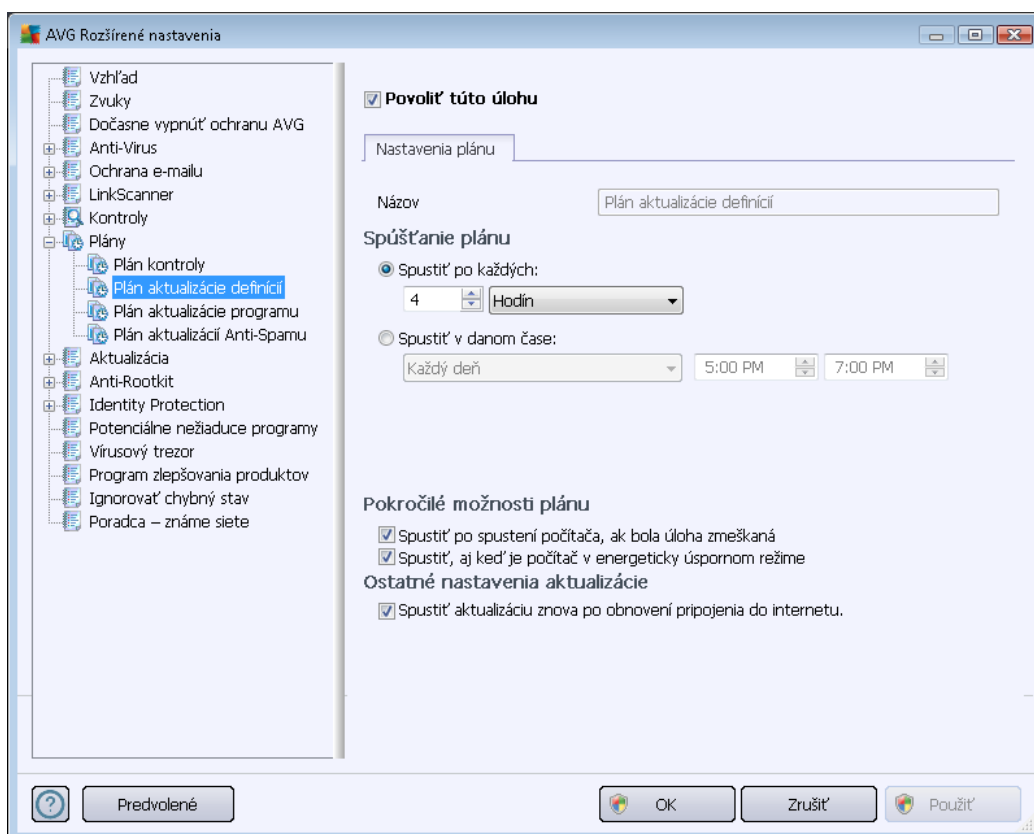 AVG Rozšírené nastavenia
Vzhľad
Zvuky
Dočasne vypnúť ochranu AVG
Anti-Virus
Ochrana e-mailu
LinkScanner
Kontroly
Plány
Plán kontroly
Plán aktualizácie definícií
Plán aktualizácie programu
Plán aktualizácií Anti-Spamu
Aktualizácia
Anti-Rootkit
Identity Protection
Potenciálne nežiaduce programy
Vírusový trezor
Program zlepšovania produktov
Ignorovať chybný stav
Poradca – známe siete
Povoliť túto úlohu
Nastavenia plánu
Názov Plán aktualizácie definícií
Spúšťanie plánu
Spustiť po každých:
4 Hodín
Spustiť v danom čase:
Každý deň 5:00 PM 7:00 PM
Pokročilé možnosti plánu
Spustiť po spustení počítača, ak bola úloha zmeškaná
Spustiť, aj keď je počítač v energeticky úspornom režime
Ostatné nastavenia aktualizácie
Spustiť aktualizáciu znova po obnovení pripojenia do internetu.
? Predvolené OK Zrušiť Použiť